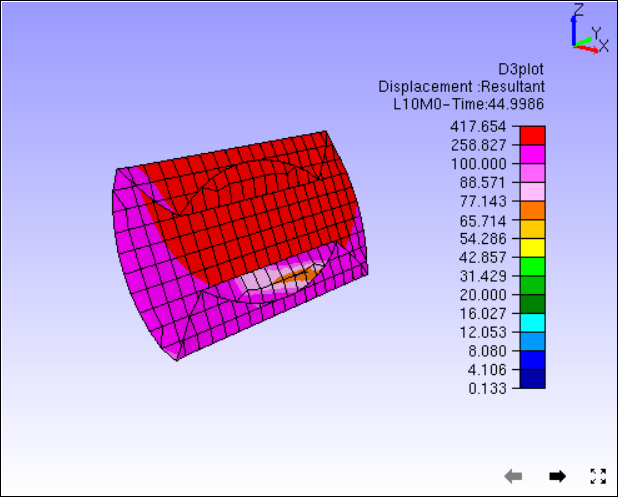 Z
Y
X
D3plot
Displacement :Resultant
L10M0-Time:44.9986
417.654
258.827
100.000
88.571
77.143
65.714
54.286
42.857
31.429
20.000
16.027
12.053
8.080
4.106
0.133